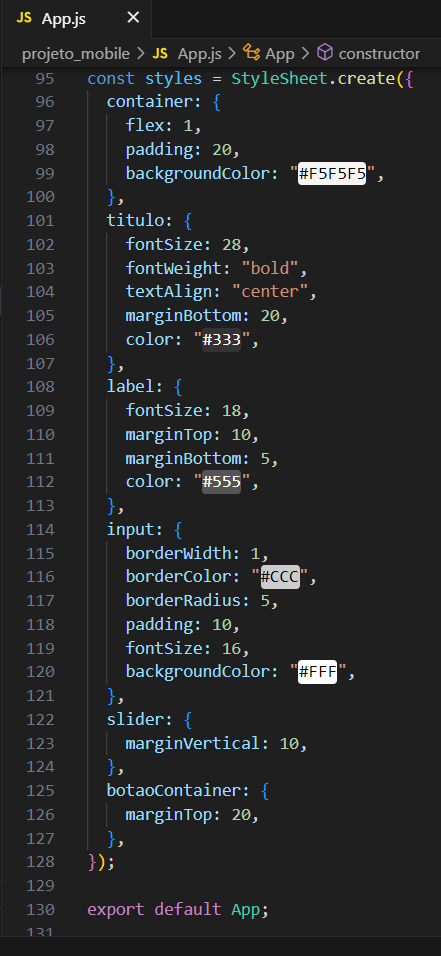 JS App.js ×
projeto_mobile > JS App.js > App > constructor
95 const styles = StyleSheet.create({
96   container: {
97     flex: 1,
98     padding: 20,
99     backgroundColor: "#F5F5F5",
100   },
101   titulo: {
102     fontSize: 28,
103     fontWeight: "bold",
104     textAlign: "center",
105     marginBottom: 20,
106     color: "#333",
107   },
108   label: {
109     fontSize: 18,
110     marginTop: 10,
111     marginBottom: 5,
112     color: "#555",
113   },
114   input: {
115     borderWidth: 1,
116     borderColor: "#CCC",
117     borderRadius: 5,
118     padding: 10,
119     fontSize: 16,
120     backgroundColor: "#FFF",
121   },
122   slider: {
123     marginVertical: 10,
124   },
125   botaoContainer: {
126     marginTop: 20,
127   },
128 });
129
130 export default App;
131